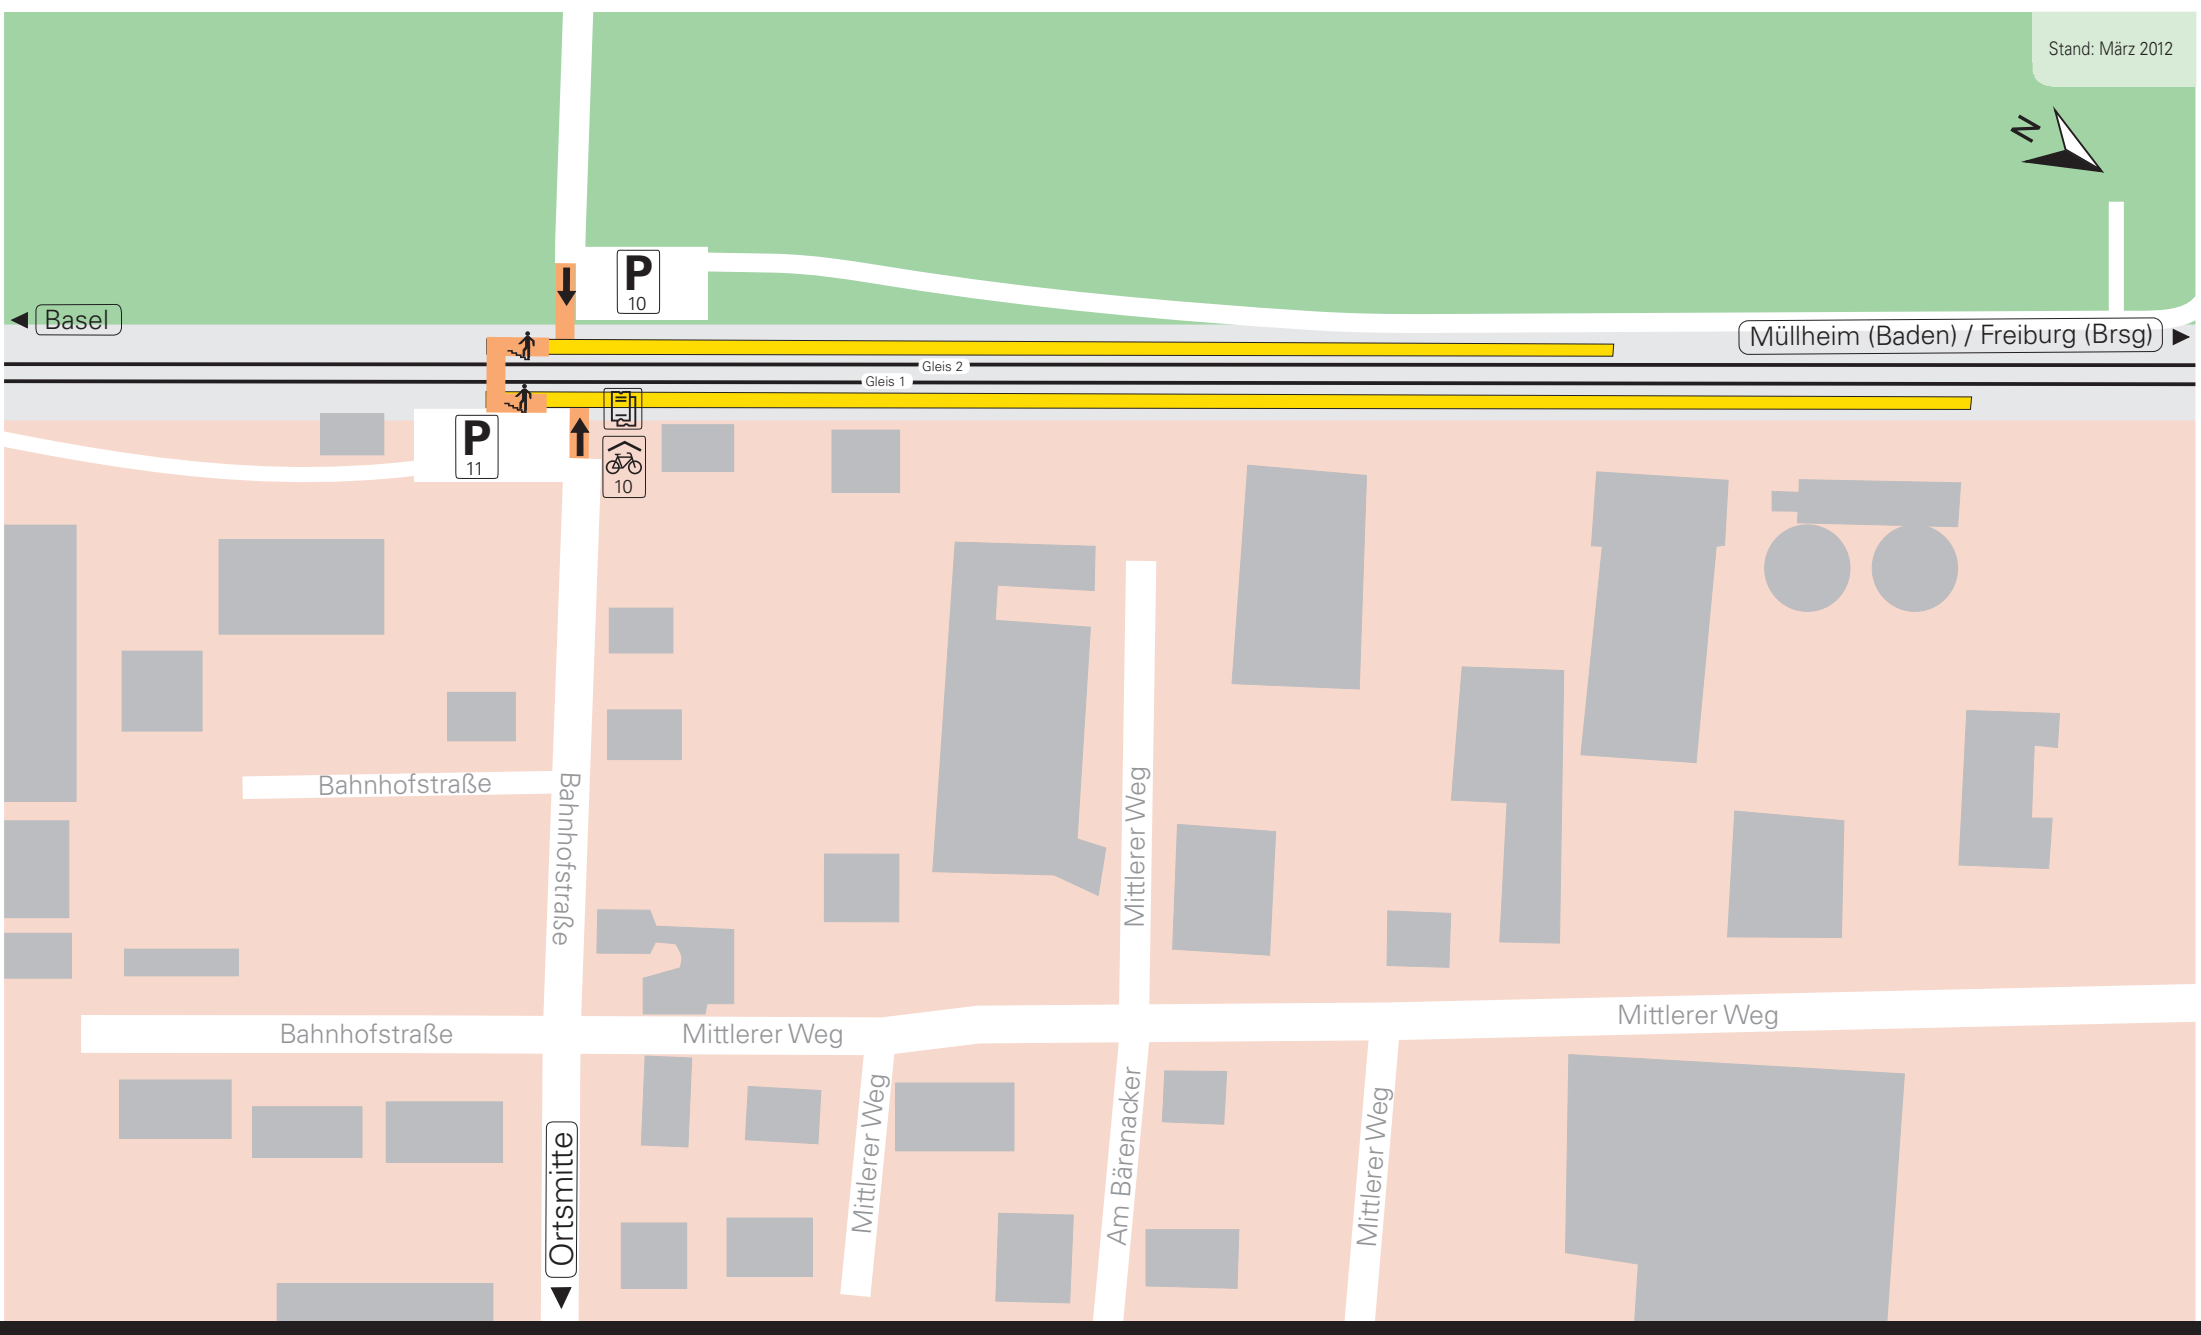 Stand: März 2012
N
P
10
Basel
Müllheim (Baden) / Freiburg (Brsg)
Gleis 2
Gleis 1
P
11
10
Bahnhofstraße
Bahnhofstraße
Mittlerer Weg
Bahnhofstraße
Mittlerer Weg
Mittlerer Weg
Ortsmitte
Mittlerer Weg
Am Bärenacker
Mittlerer Weg